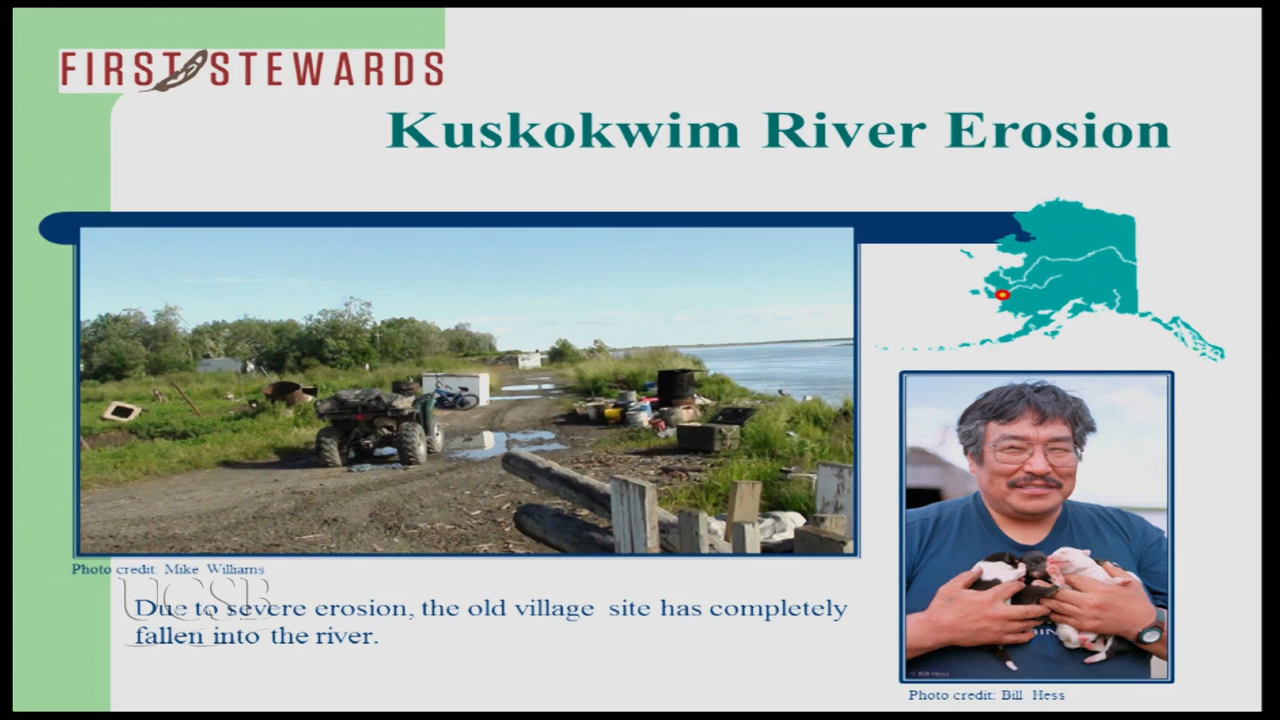 FIRST STEWARDS
Kuskokwim River Erosion
Photo credit: Mike Williams
UCSB
Due to severe erosion, the old village site has completely
fallen into the river.
© Bill Hess
Photo credit: Bill Hess